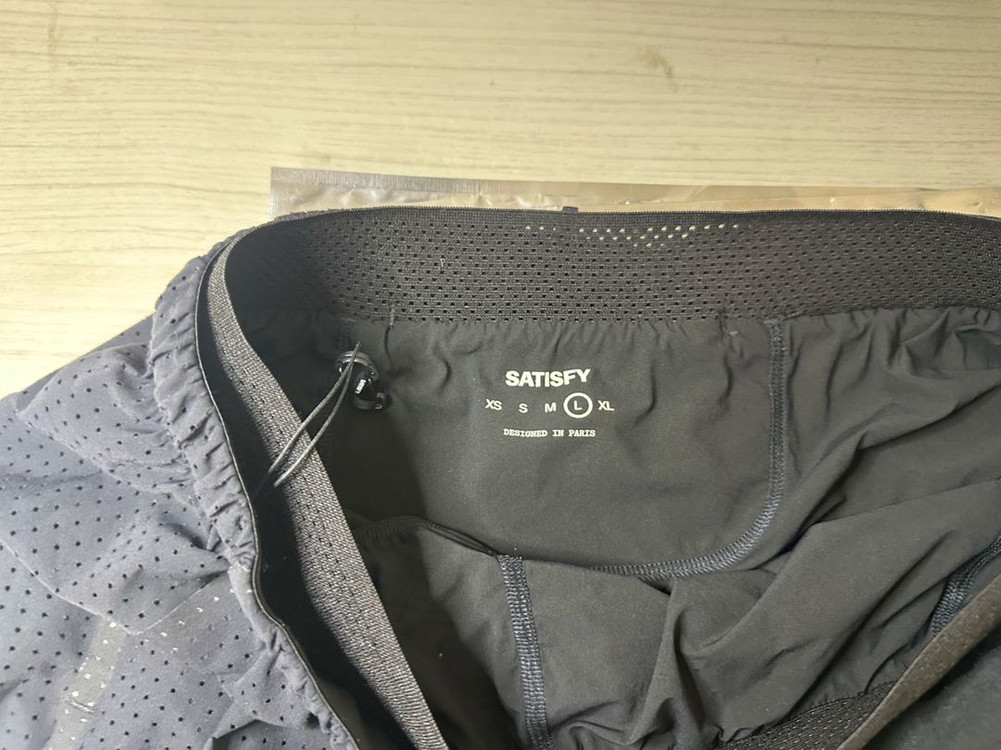 SATISFY
XS S M L XL
DESIGNED IN PARIS